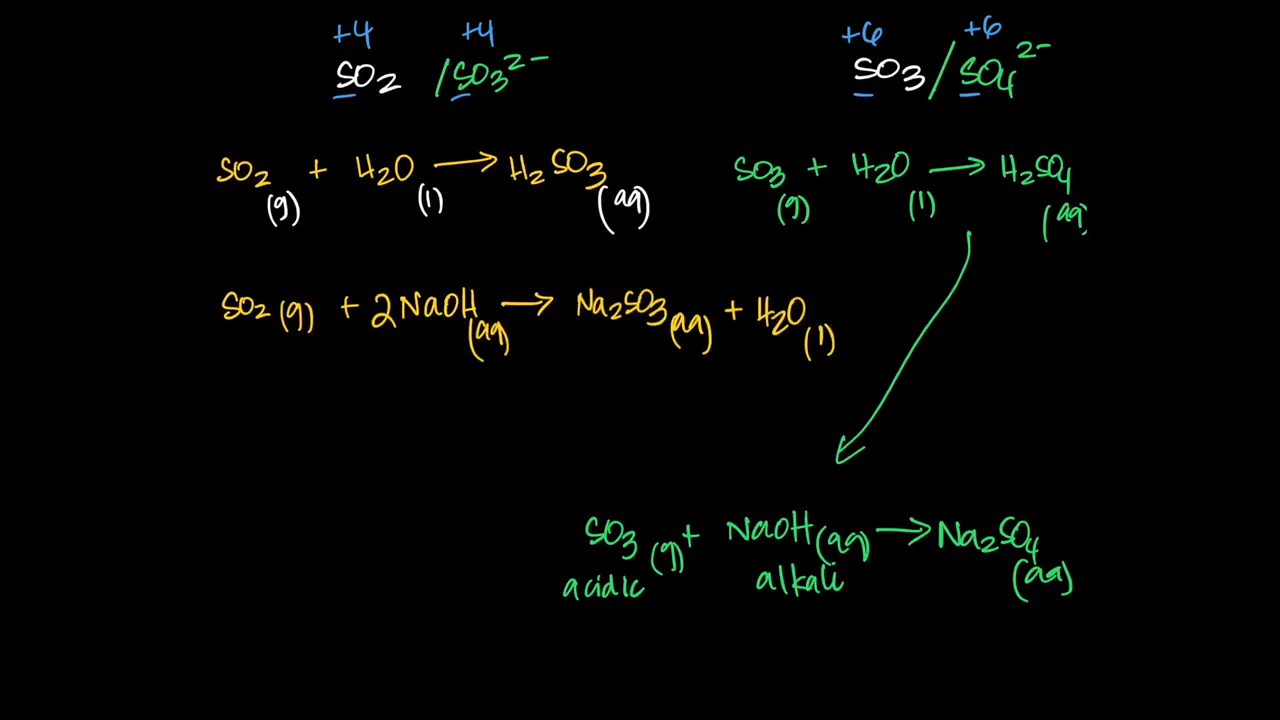 +4 +4 +6 +6
SO2 / SO3 2- SO3 / SO4 2-
SO2 (g) + H2O (l) → H2SO3 (aq) SO3 (g) + H2O (l) → H2SO4 (aq)
SO2 (g) + 2NaOH (aq) → Na2SO3 (aq) + H2O (l)
SO3 (g) + NaOH (aq) → Na2SO4 (aq)
acidic alkali